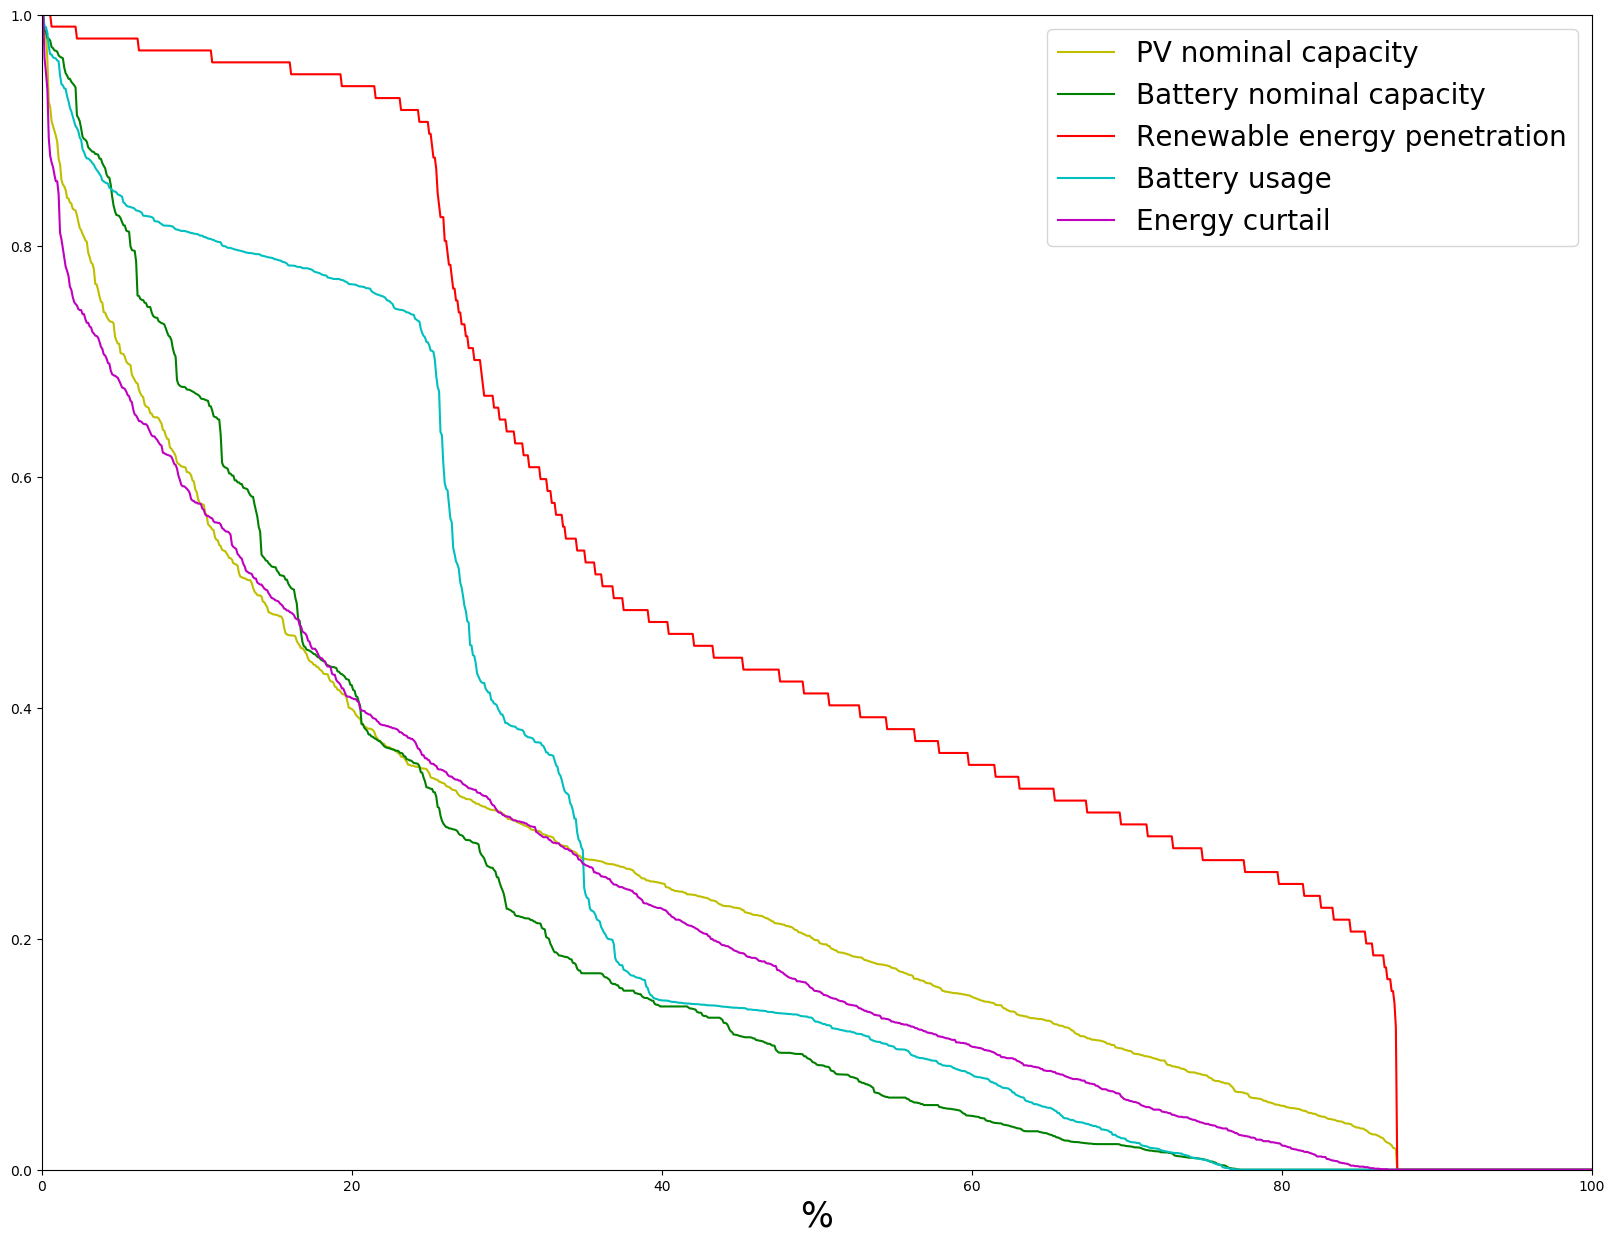 1.0
0.8
0.6
0.4
0.2
0.0
PV nominal capacity
Battery nominal capacity
Renewable energy penetration
Battery usage
Energy curtail
0 20 40 60 80 100
%